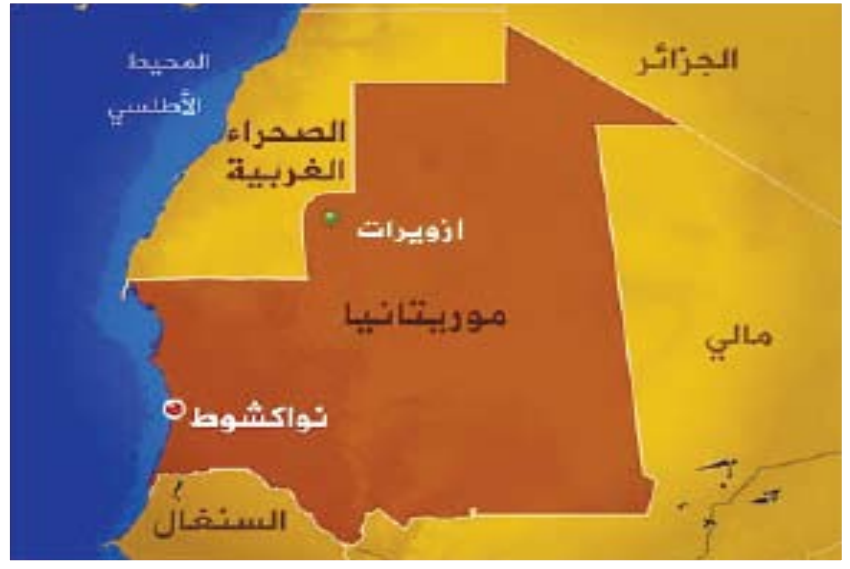 الجزائر
المحيط
الأطلسي
الصحراء
الغربية
ازويرات
موريتانيا
مالي
نواكشوط
السنغال